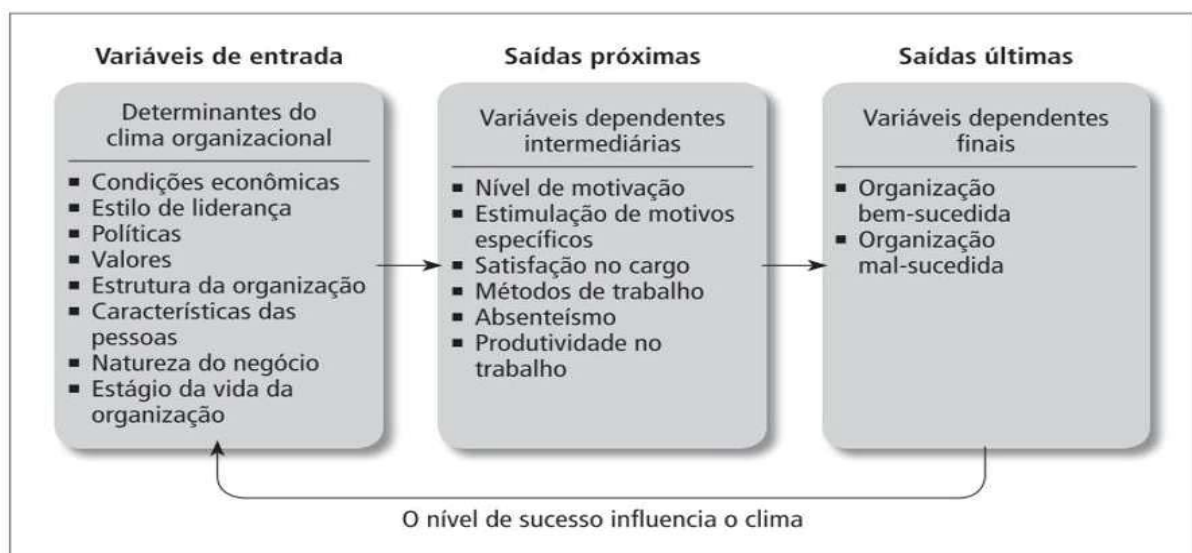 Variáveis de entrada
Determinantes do
clima organizacional
▪ Condições econômicas
▪ Estilo de liderança
▪ Políticas
▪ Valores
▪ Estrutura da organização
▪ Características das
pessoas
▪ Natureza do negócio
▪ Estágio da vida da
organização
Saídas próximas
Variáveis dependentes
intermediárias
▪ Nível de motivação
▪ Estimulação de motivos
específicos
▪ Satisfação no cargo
▪ Métodos de trabalho
▪ Absenteísmo
▪ Produtividade no
trabalho
Saídas últimas
Variáveis dependentes
finais
▪ Organização
bem-sucedida
▪ Organização
mal-sucedida
O nível de sucesso influencia o clima